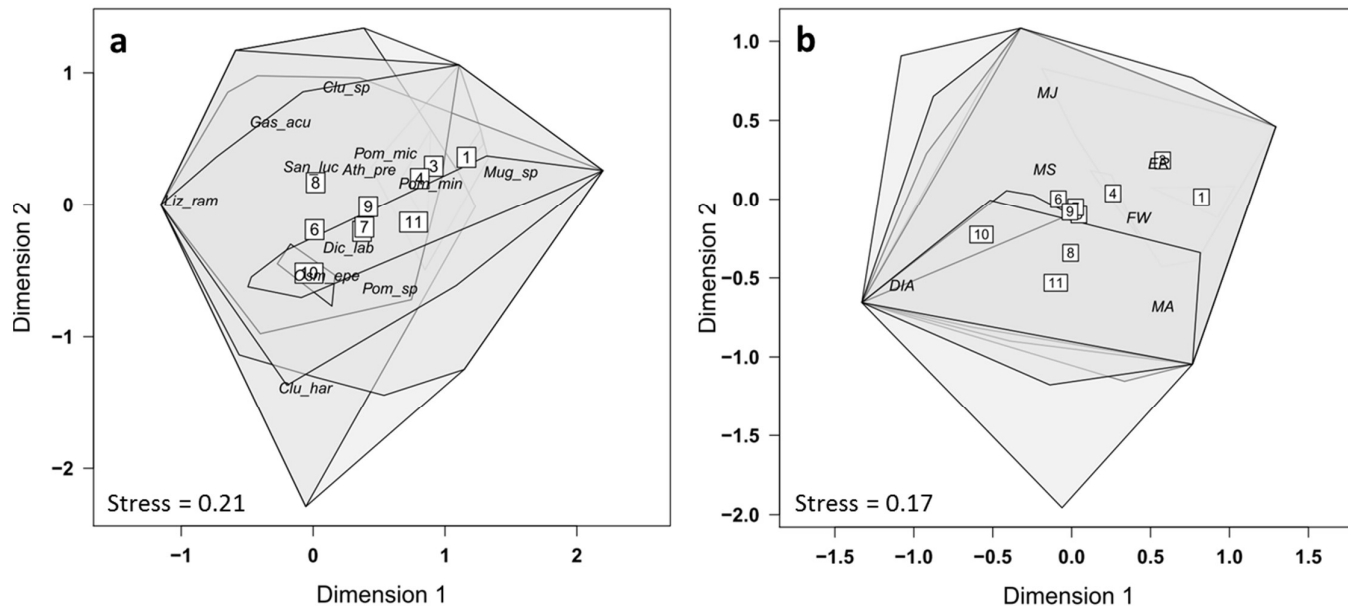 a
Clu_sp
Gas_acu
Pom_mic
San_luc Ath_pre
3 1
4
Pom_min
Mug_sp
8
Liz_ram
9
11
6
7
Dic_lab
10
Osm_epe
Pom_sp
Clu_har
Stress = 0.21
1
0
−1
−2
−1 0 1 2
Dimension 2
Dimension 1
b
MJ
MS
4
1
6
9
FW
10
8
11
DIA
MA
Stress = 0.17
1.0
0.5
0.0
−0.5
−1.0
−1.5
−2.0
−1.5 −1.0 −0.5 0.0 0.5 1.0 1.5
Dimension 2
Dimension 1